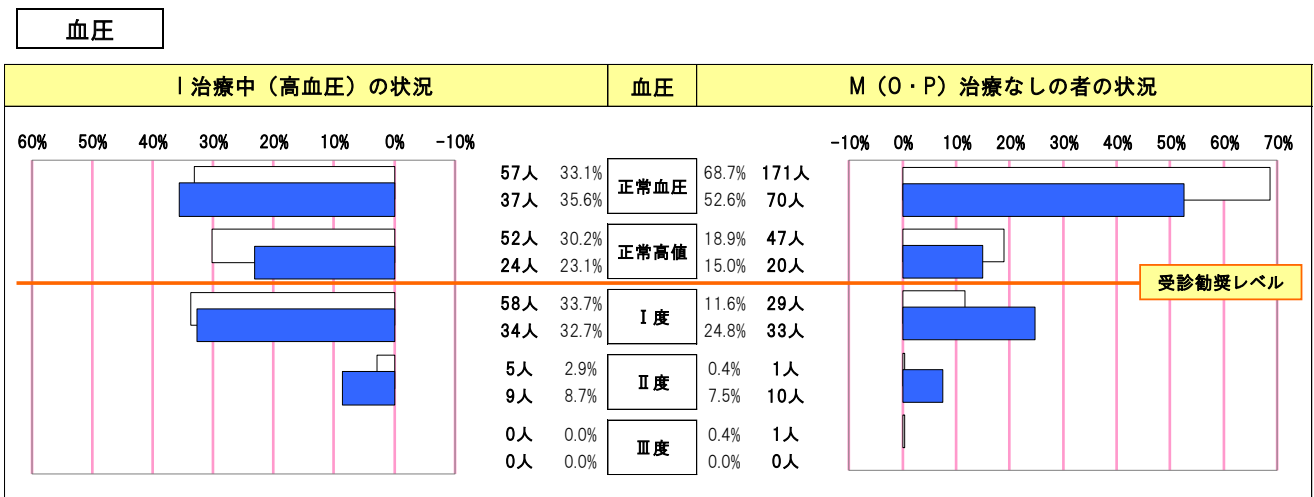 血圧
Ⅰ治療中（高血圧）の状況 血圧 M（O・P）治療なしの者の状況
60% 50% 40% 30% 20% 10% 0% -10% -10% 0% 10% 20% 30% 40% 50% 60% 70%
57人 33.1% 正常血圧 68.7% 171人
37人 35.6% 52.6% 70人
52人 30.2% 正常高値 18.9% 47人
24人 23.1% 15.0% 20人
受診勧奨レベル
58人 33.7% Ⅰ度 11.6% 29人
34人 32.7% 24.8% 33人
5人 2.9% Ⅱ度 0.4% 1人
9人 8.7% 7.5% 10人
0人 0.0% Ⅲ度 0.4% 1人
0人 0.0% 0.0% 0人